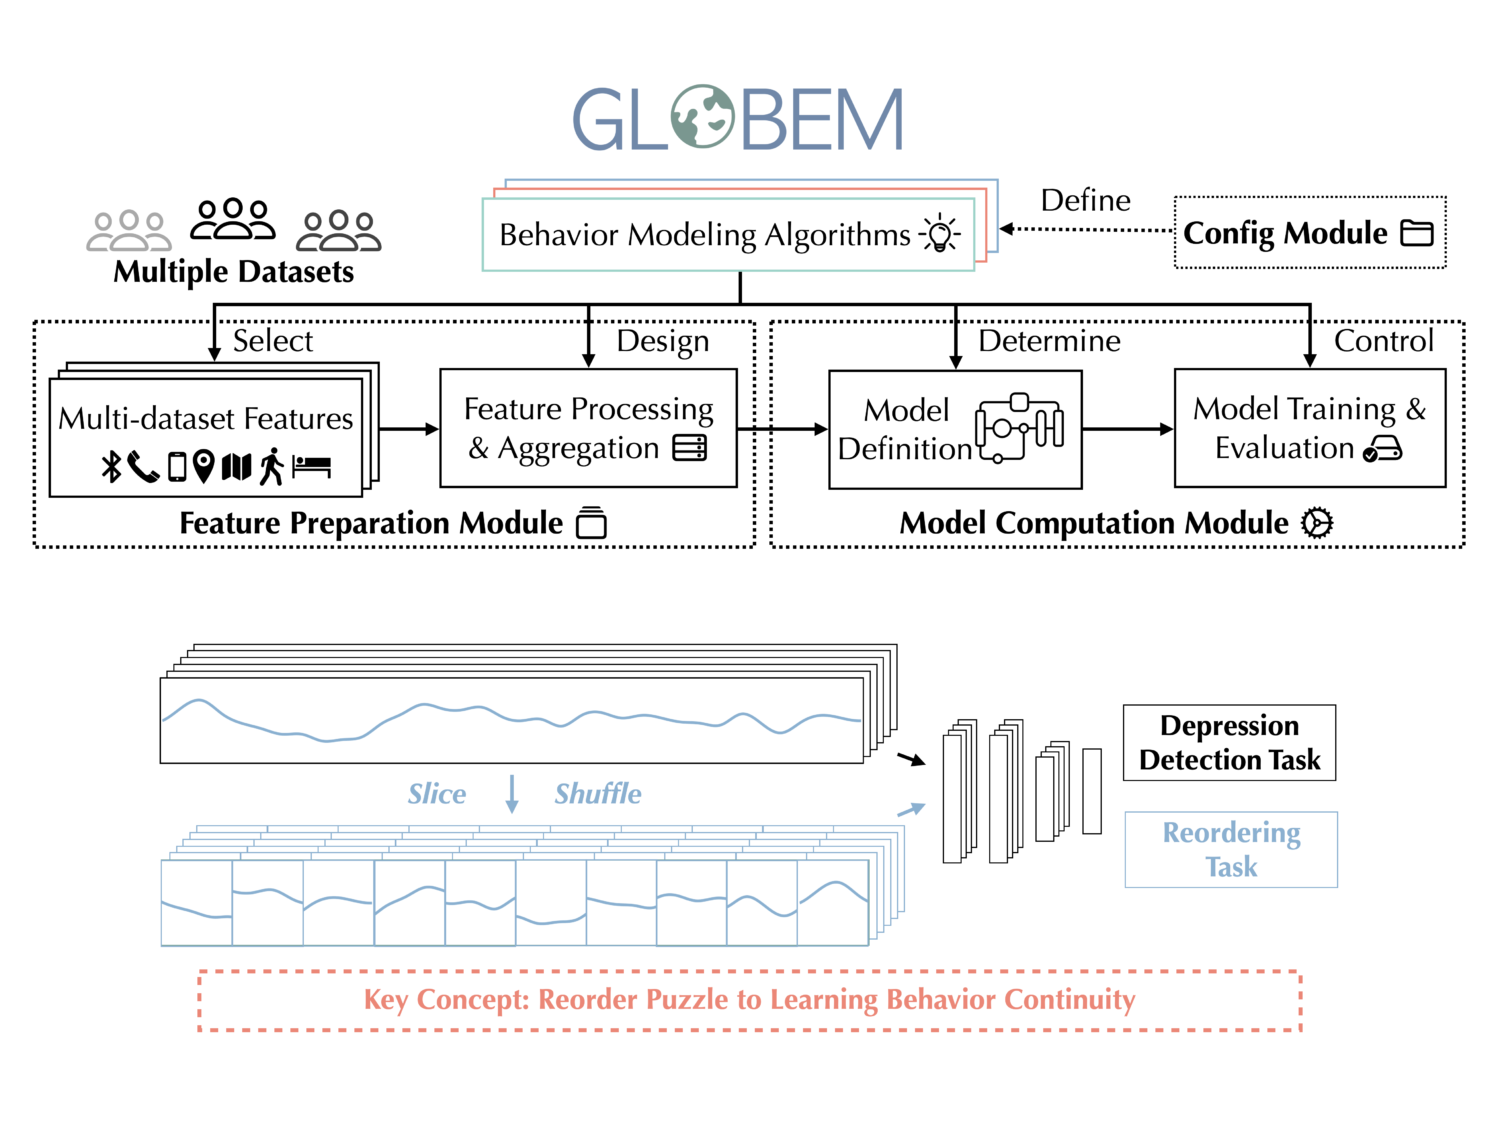 GLOBEM
Multiple Datasets
Behavior Modeling Algorithms
Define
Config Module
Select
Design
Determine
Control
Multi-dataset Features
Feature Processing
& Aggregation
Model
Definition
Model Training &
Evaluation
Feature Preparation Module
Model Computation Module
Slice
Shuffle
Depression
Detection Task
Reordering
Task
Key Concept: Reorder Puzzle to Learning Behavior Continuity